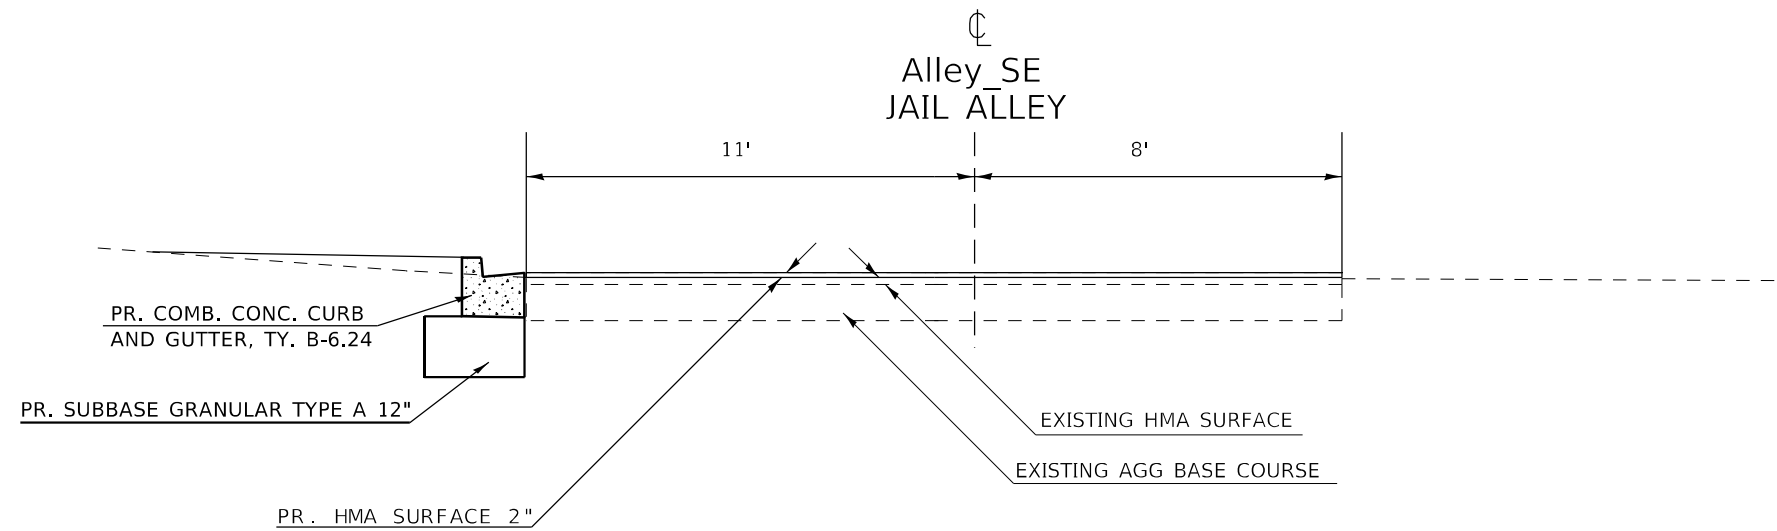 ℄
Alley_SE
JAIL ALLEY
11'
8'
PR. COMB. CONC. CURB
AND GUTTER, TY. B-6.24
PR. SUBBASE GRANULAR TYPE A 12"
EXISTING HMA SURFACE
EXISTING AGG BASE COURSE
PR. HMA SURFACE 2"